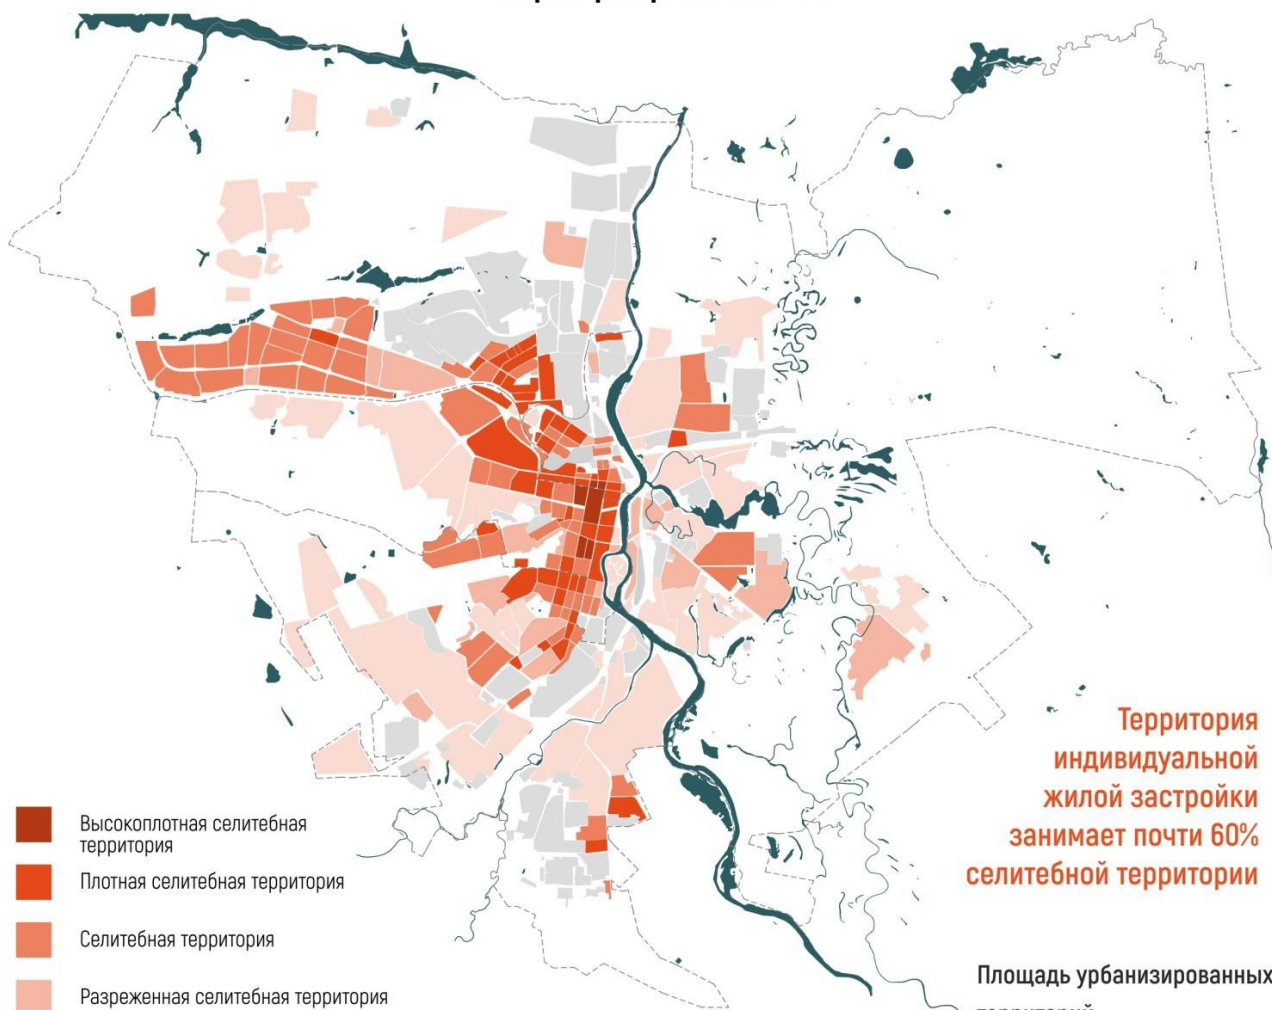 Высокоплотная селитебная
территория
Плотная селитебная территория
Селитебная территория
Разреженная селитебная территория
Территория
индивидуальной
жилой застройки
занимает почти 60%
селитебной территории
Площадь урбанизированных